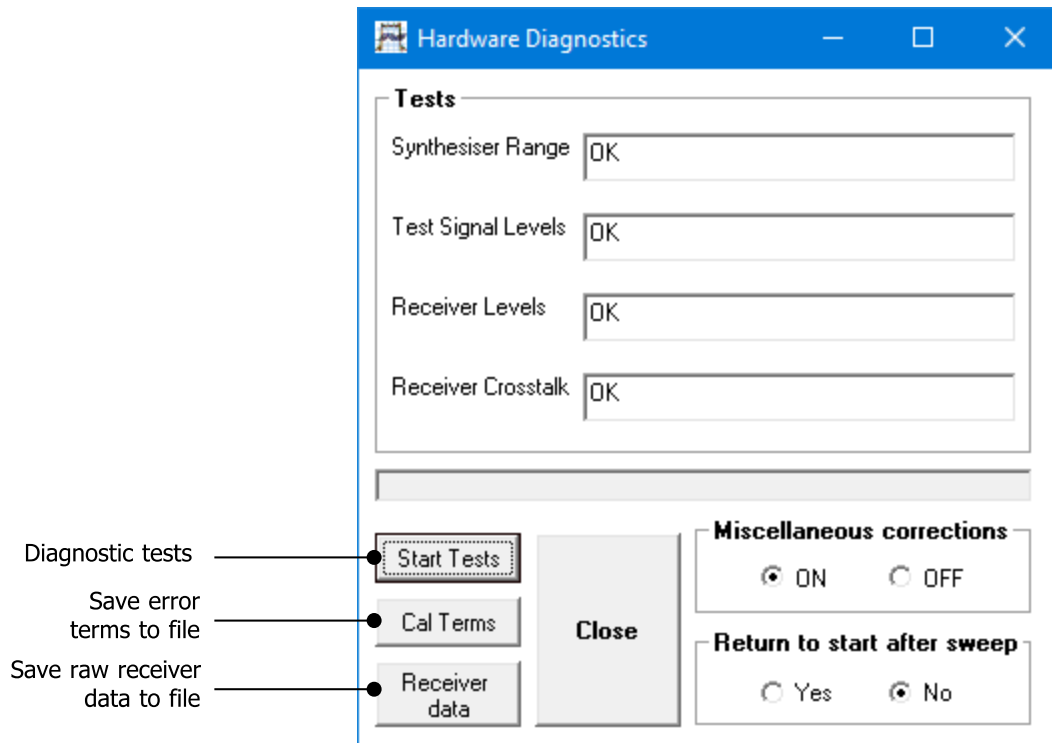 Hardware Diagnostics
Tests
Synthesiser Range
OK
Test Signal Levels
OK
Receiver Levels
OK
Receiver Crosstalk
OK
Diagnostic tests
Start Tests
Save error
terms to file
Cal Terms
Save raw receiver
data to file
Receiver
data
Close
Miscellaneous corrections
ON OFF
Return to start after sweep
Yes No